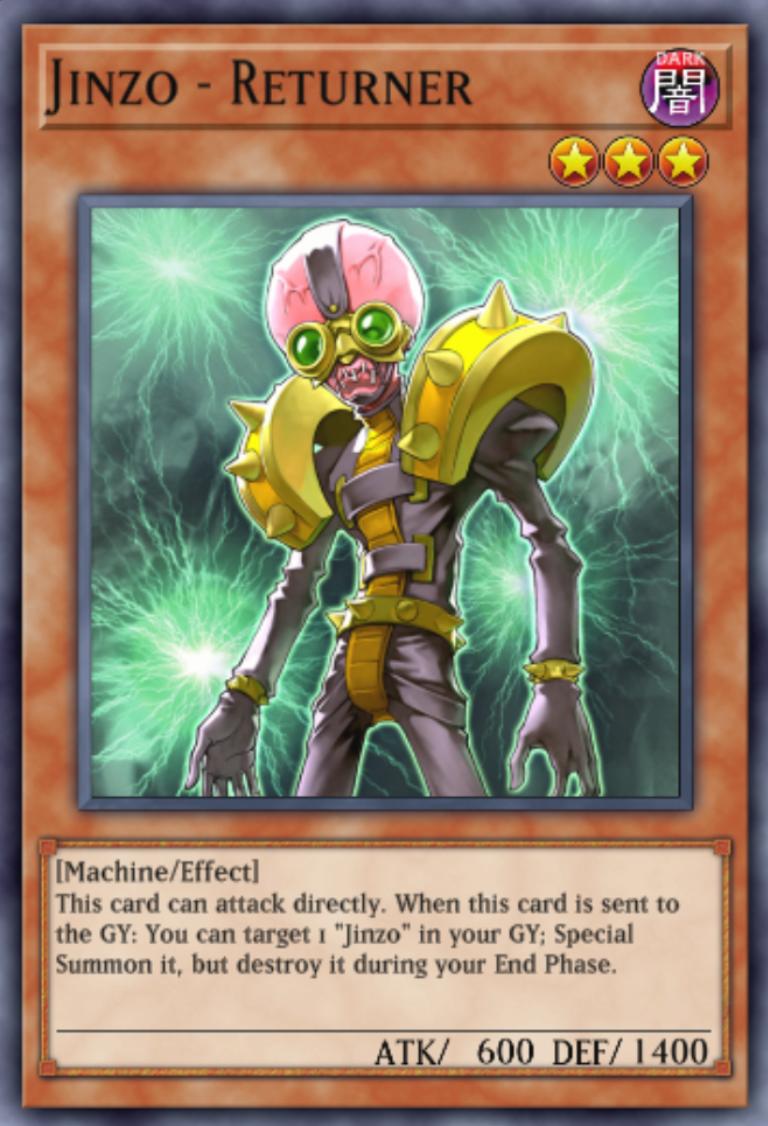 Jinzo - Returner
DARK
闇
[Machine/Effect]
This card can attack directly. When this card is sent to
the GY: You can target 1 "Jinzo" in your GY; Special
Summon it, but destroy it during your End Phase.
ATK/ 600 DEF/ 1400